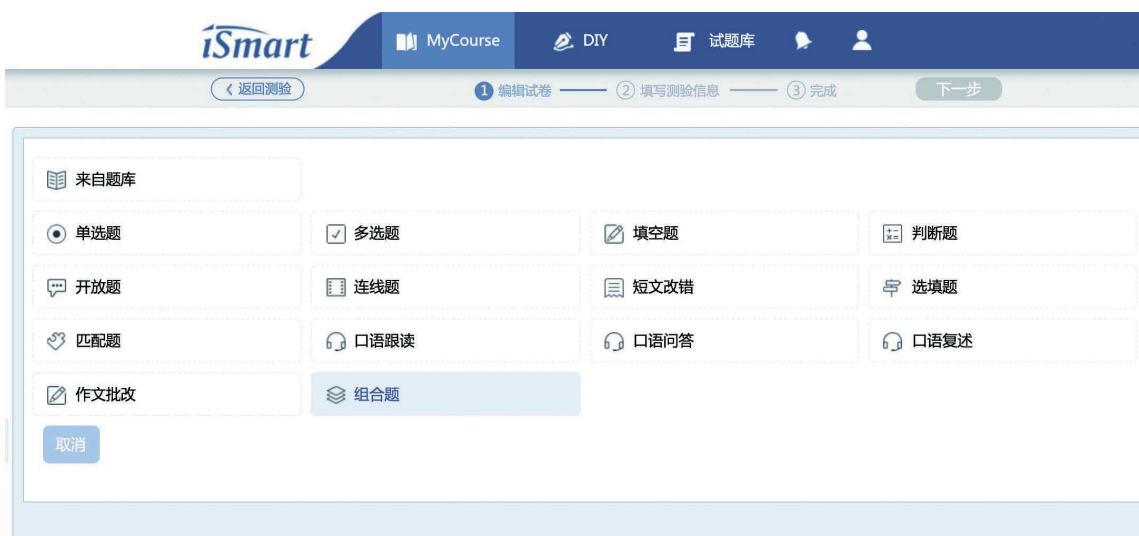 iSmart MyCourse DIY 试题库
返回测验 1 编辑试卷 2 填写测验信息 3 完成 下一步
来自题库
单选题 多选题 填空题 判断题
开放题 连线题 短文改错 选填题
匹配题 口语跟读 口语问答 口语复述
作文批改 组合题
取消